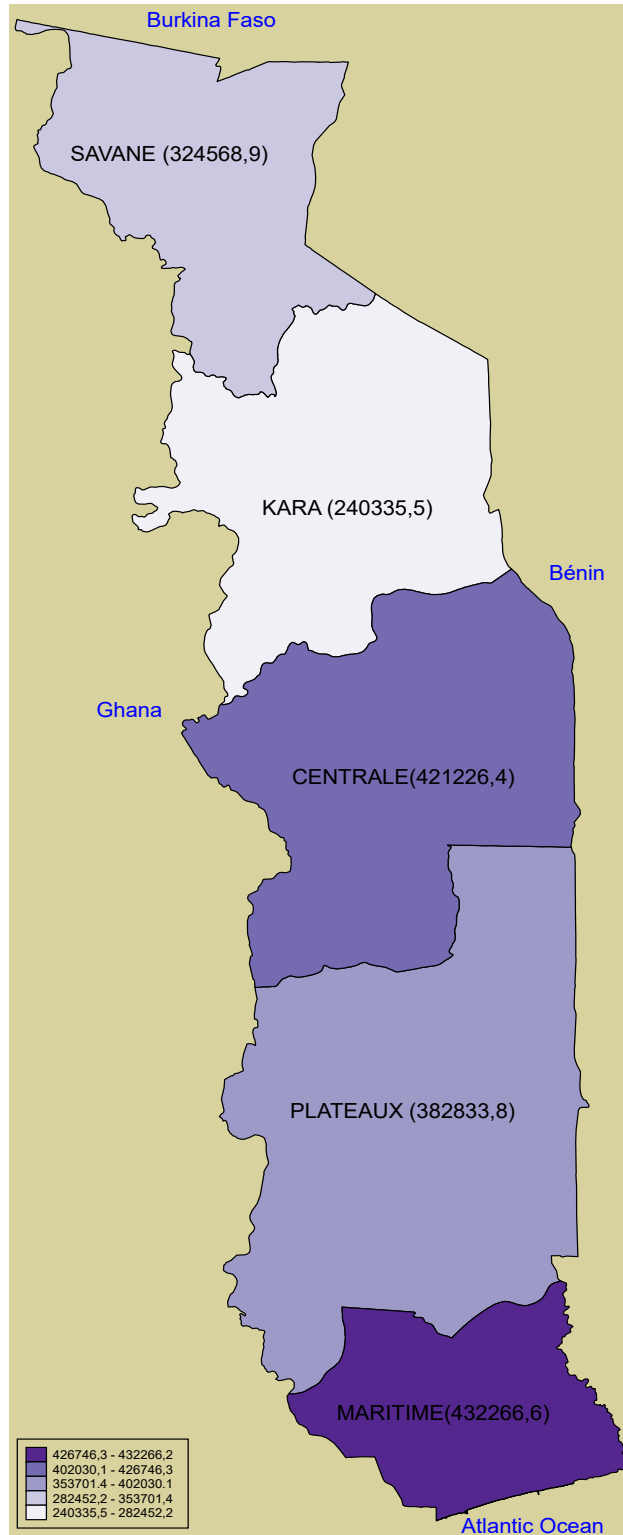 Burkina Faso
SAVANE (324568,9)
KARA (240335,5)
Bénin
Ghana
CENTRALE(421226,4)
PLATEAUX (382833,8)
MARITIME(432266,6)
426746,3 - 432266,2
402030,1 - 426746,3
353701.4 - 402030.1
282452,2 - 353701,4
240335,5 - 282452,2
Atlantic Ocean